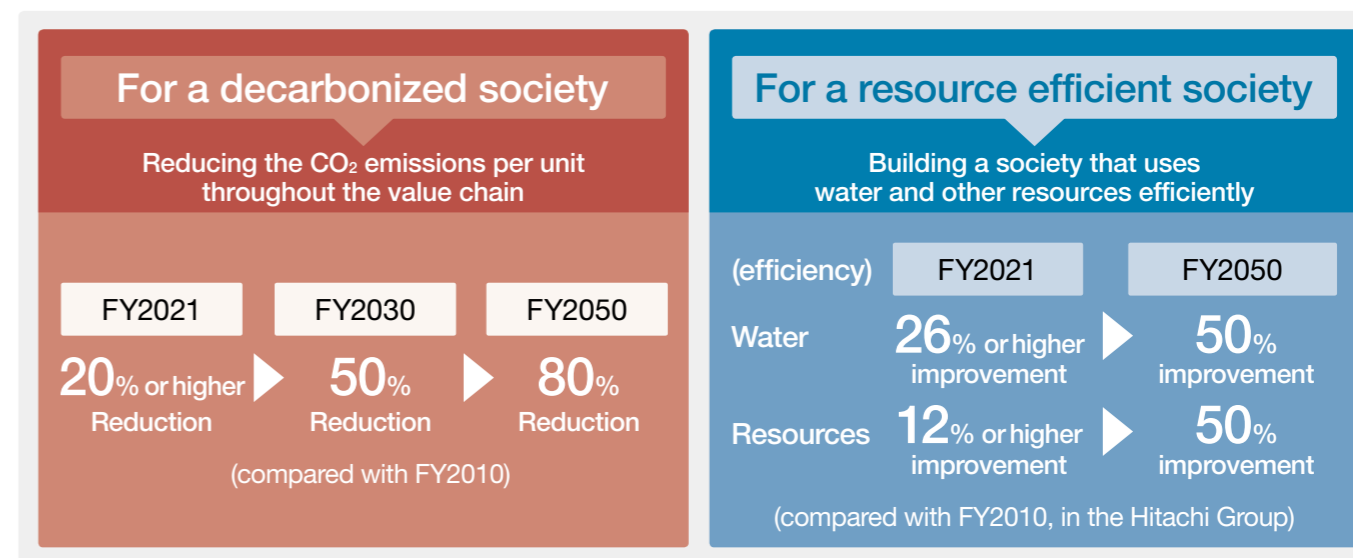 For a decarbonized society
Reducing the CO₂ emissions per unit
throughout the value chain
FY2021 FY2030 FY2050
20% or higher 50% 80%
Reduction Reduction Reduction
(compared with FY2010)
For a resource efficient society
Building a society that uses
water and other resources efficiently
(efficiency) FY2021 FY2050
Water 26% or higher 50%
improvement improvement
Resources 12% or higher 50%
improvement improvement
(compared with FY2010, in the Hitachi Group)